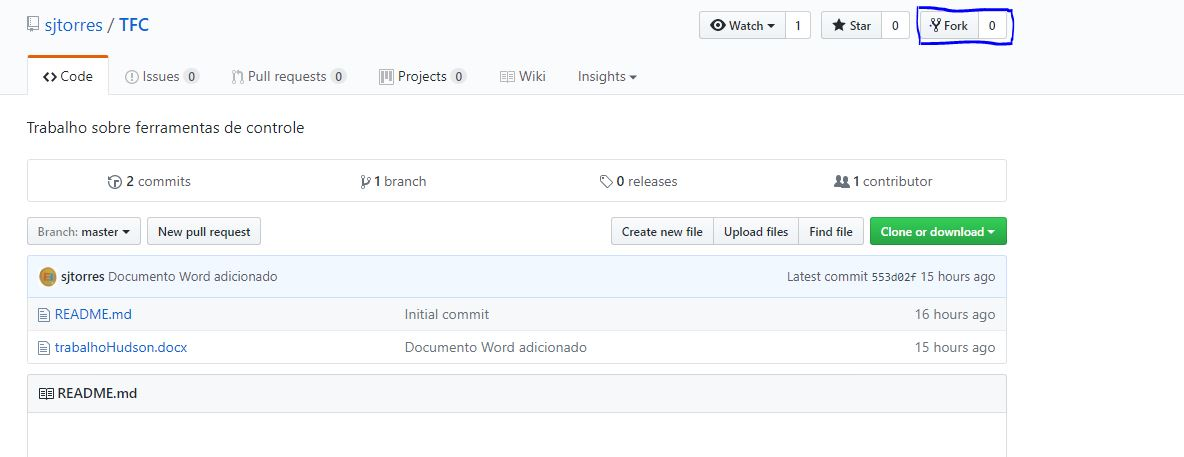 sjtorres / TFC Watch 1 Star 0 Fork 0
Code Issues 0 Pull requests 0 Projects 0 Wiki Insights
Trabalho sobre ferramentas de controle
2 commits 1 branch 0 releases 1 contributor
Branch: master New pull request Create new file Upload files Find file Clone or download
sjtorres Documento Word adicionado Latest commit 553d02f 15 hours ago
README.md Initial commit 16 hours ago
trabalhoHudson.docx Documento Word adicionado 15 hours ago
README.md